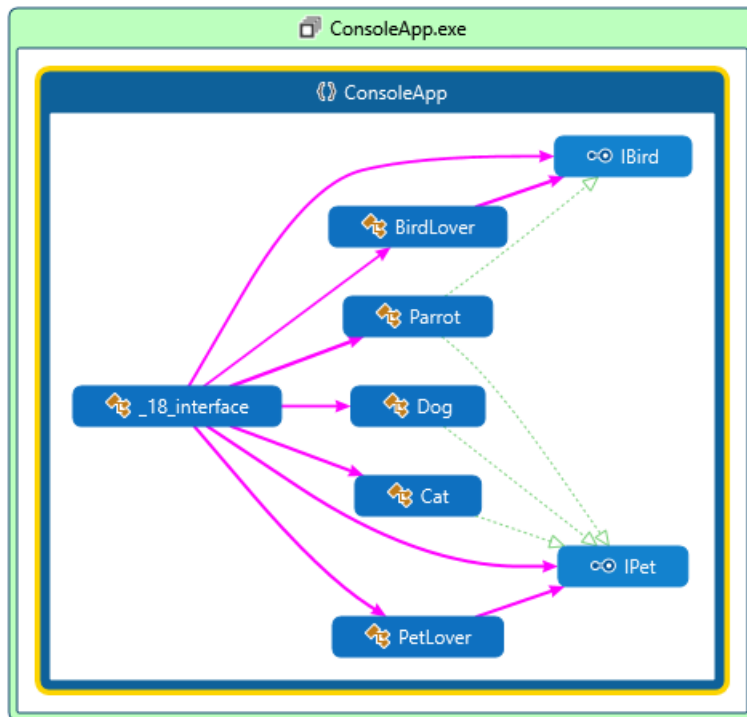 ConsoleApp.exe
ConsoleApp
IBird
BirdLover
Parrot
_18_interface
Dog
Cat
IPet
PetLover